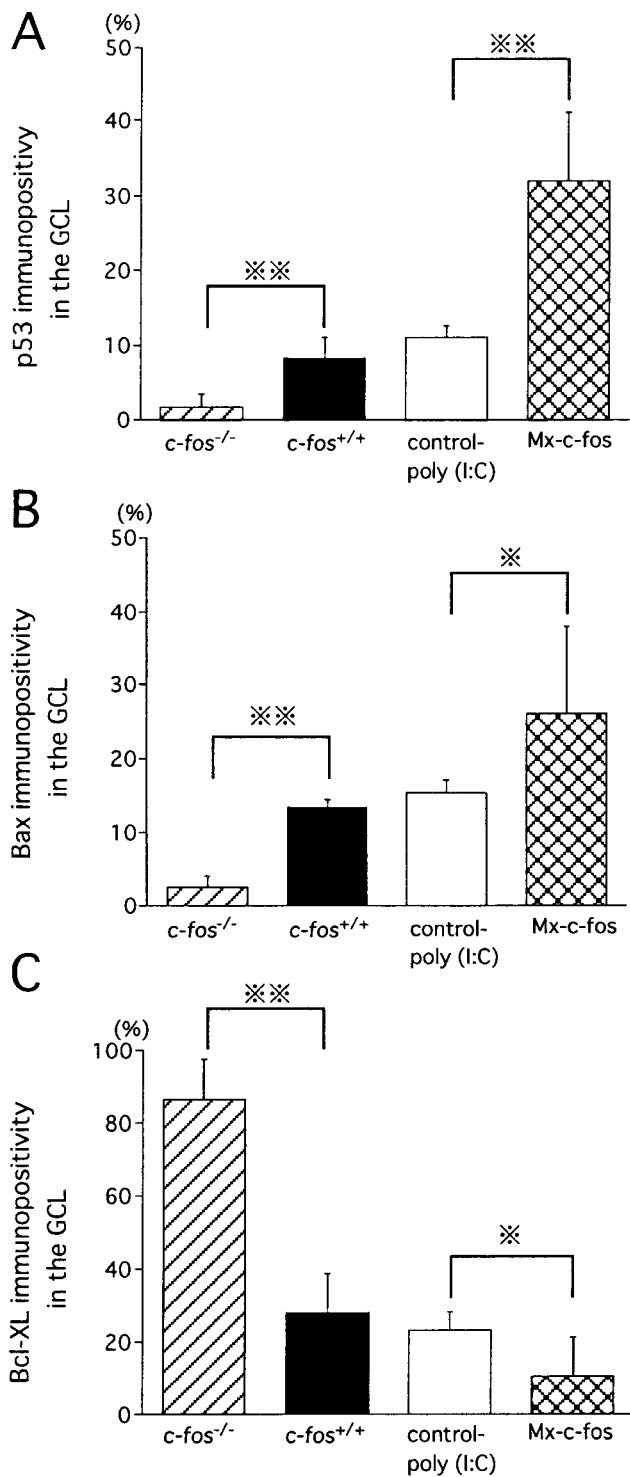 A
(%)
50
40
30
20
10
0
p53 immunopositivy
in the GCL
※※
※※
c-fos-/-
c-fos+/+
control-
poly (I:C)
Mx-c-fos
B
(%)
50
40
30
20
10
0
Bax immunopositivity
in the GCL
※※
※
c-fos-/-
c-fos+/+
control-
poly (I:C)
Mx-c-fos
C
(%)
100
80
60
40
20
0
Bcl-XL immunopositivity
in the GCL
※※
※
c-fos-/-
c-fos+/+
control-
poly (I:C)
Mx-c-fos